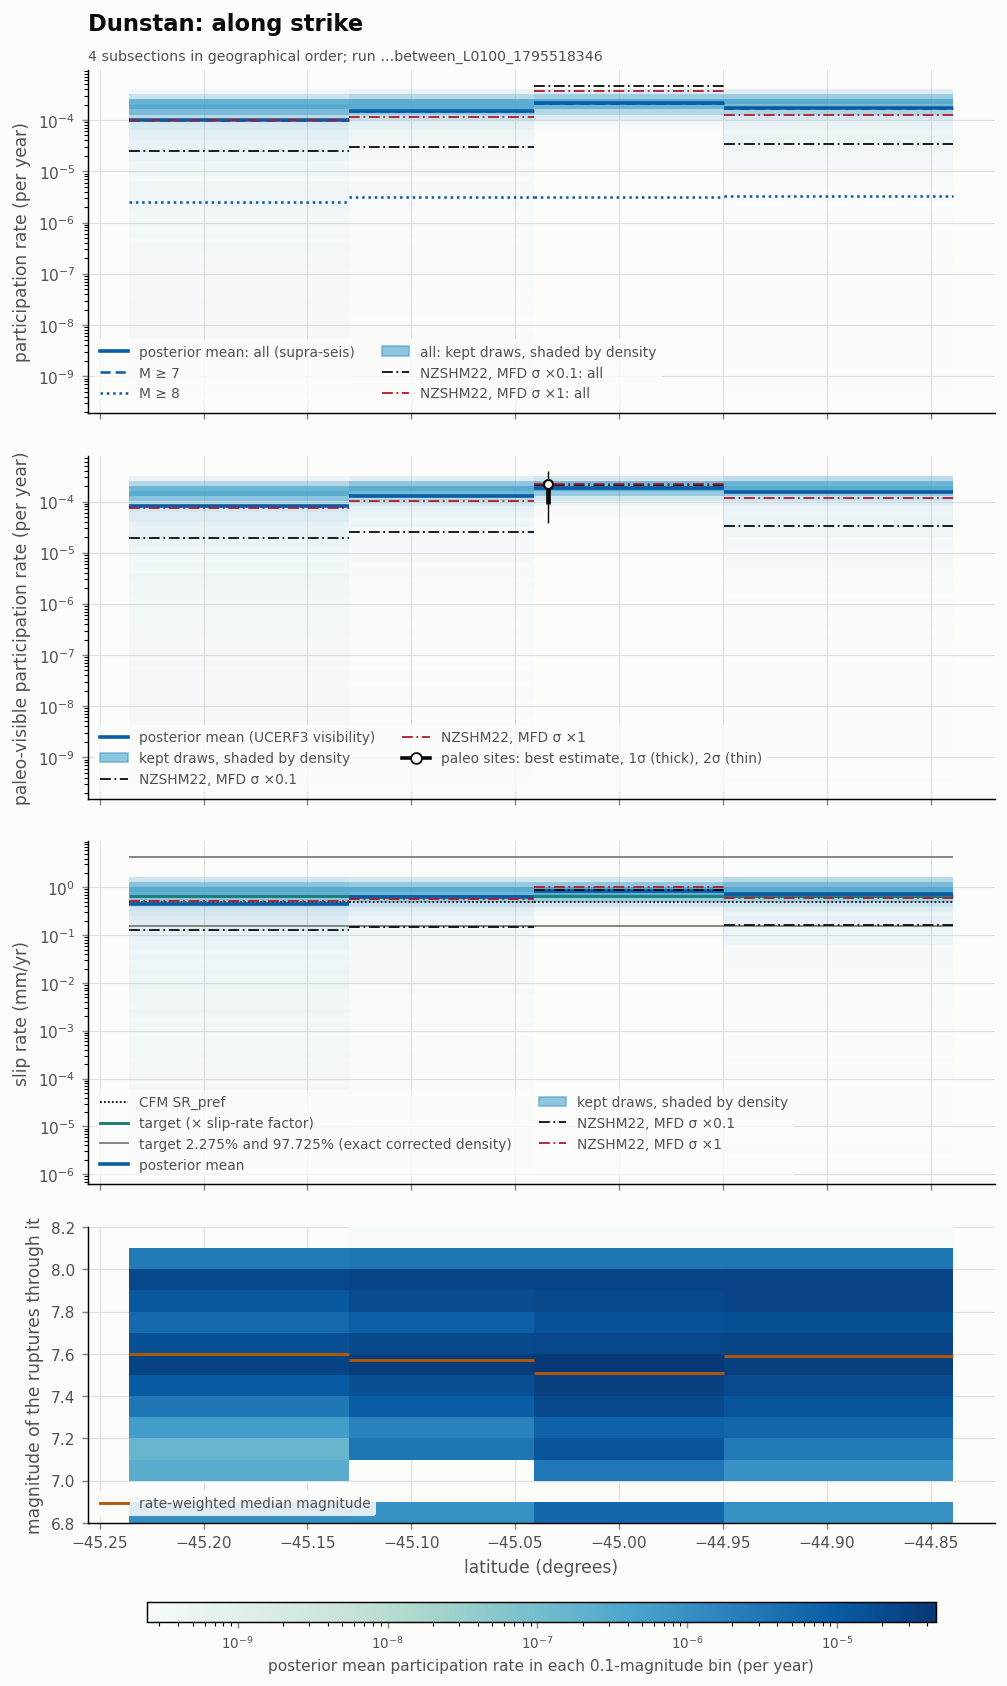 Dunstan: along strike
4 subsections in geographical order; run ...between_L0100_1795518346
participation rate (per year)
10⁻⁴
10⁻⁵
10⁻⁶
10⁻⁷
10⁻⁸
10⁻⁹
posterior mean: all (supra-seis)
M ≥ 7
M ≥ 8
all: kept draws, shaded by density
NZSHM22, MFD σ ×0.1: all
NZSHM22, MFD σ ×1: all
paleo-visible participation rate (per year)
10⁻⁴
10⁻⁵
10⁻⁶
10⁻⁷
10⁻⁸
10⁻⁹
posterior mean (UCERF3 visibility)
kept draws, shaded by density
NZSHM22, MFD σ ×0.1
NZSHM22, MFD σ ×1
paleo sites: best estimate, 1σ (thick), 2σ (thin)
slip rate (mm/yr)
10⁰
10⁻¹
10⁻²
10⁻³
10⁻⁴
10⁻⁵
10⁻⁶
CFM SR_pref
target (× slip-rate factor)
target 2.275% and 97.725% (exact corrected density)
posterior mean
kept draws, shaded by density
NZSHM22, MFD σ ×0.1
NZSHM22, MFD σ ×1
magnitude of the ruptures through it
8.2
8.0
7.8
7.6
7.4
7.2
7.0
6.8
rate-weighted median magnitude
−45.25 −45.20 −45.15 −45.10 −45.05 −45.00 −44.95 −44.90 −44.85
latitude (degrees)
10⁻⁹ 10⁻⁸ 10⁻⁷ 10⁻⁶ 10⁻⁵
posterior mean participation rate in each 0.1-magnitude bin (per year)